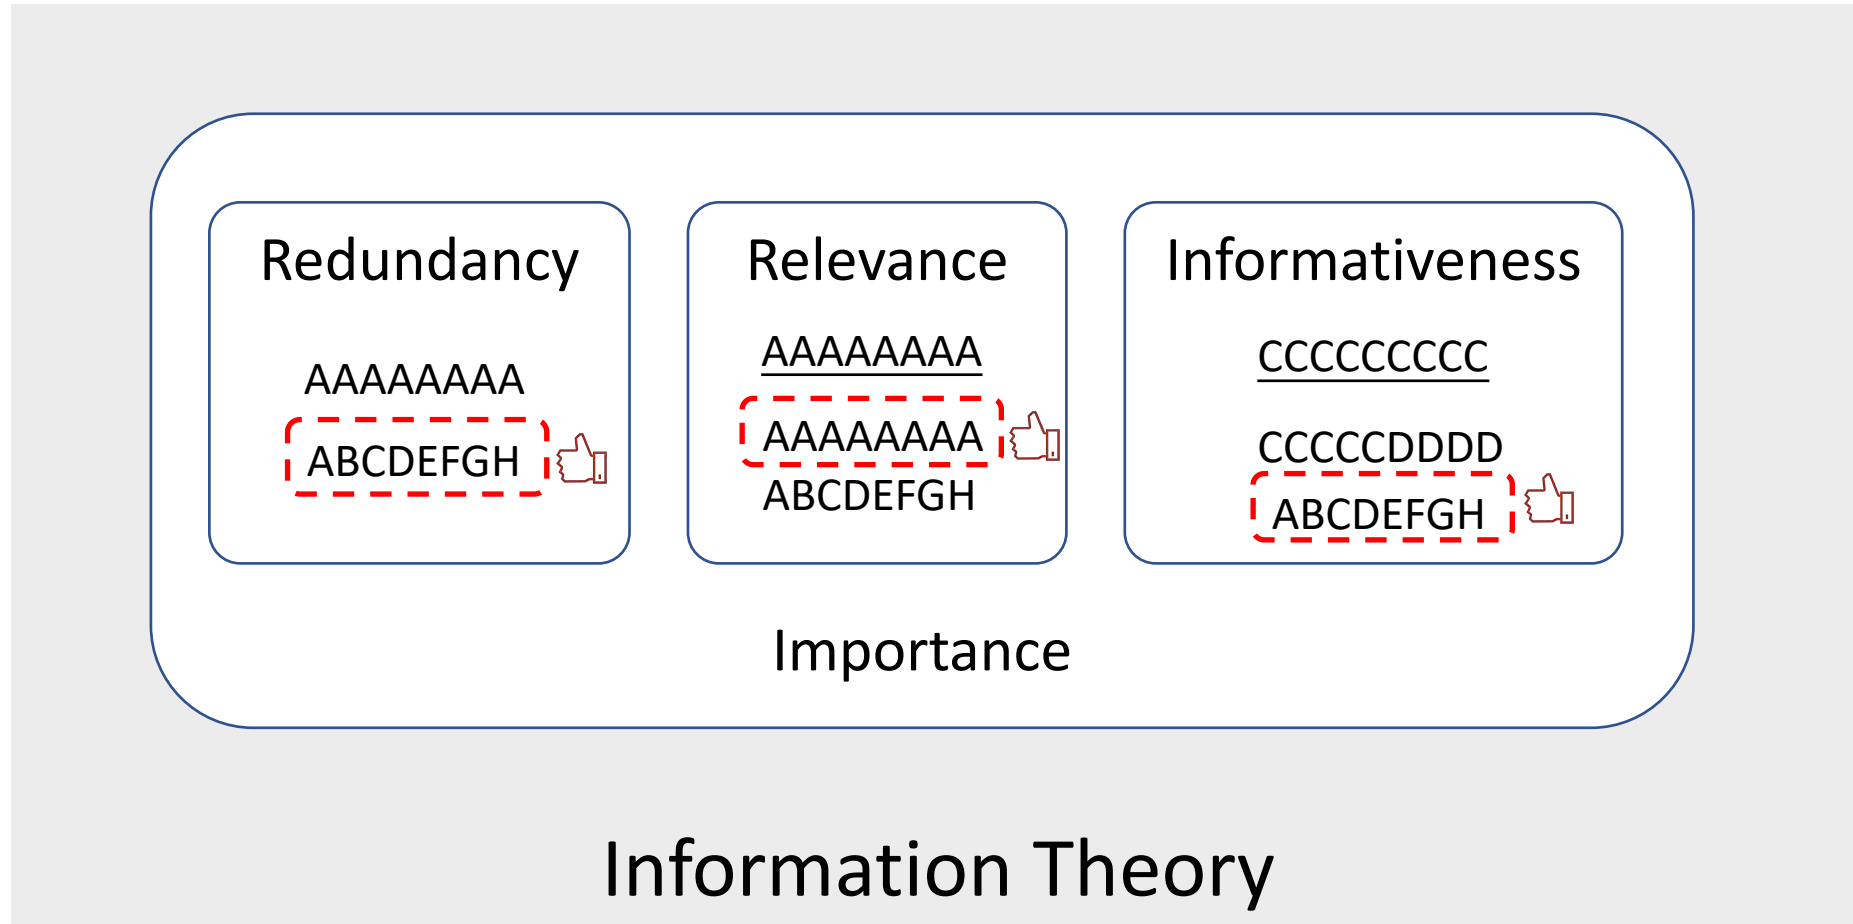 Redundancy
AAAAAAAA
ABCDEFGH
Relevance
AAAAAAAA
AAAAAAAA
ABCDEFGH
Informativeness
CCCCCCCCC
CCCCCDDDD
ABCDEFGH
Importance
Information Theory